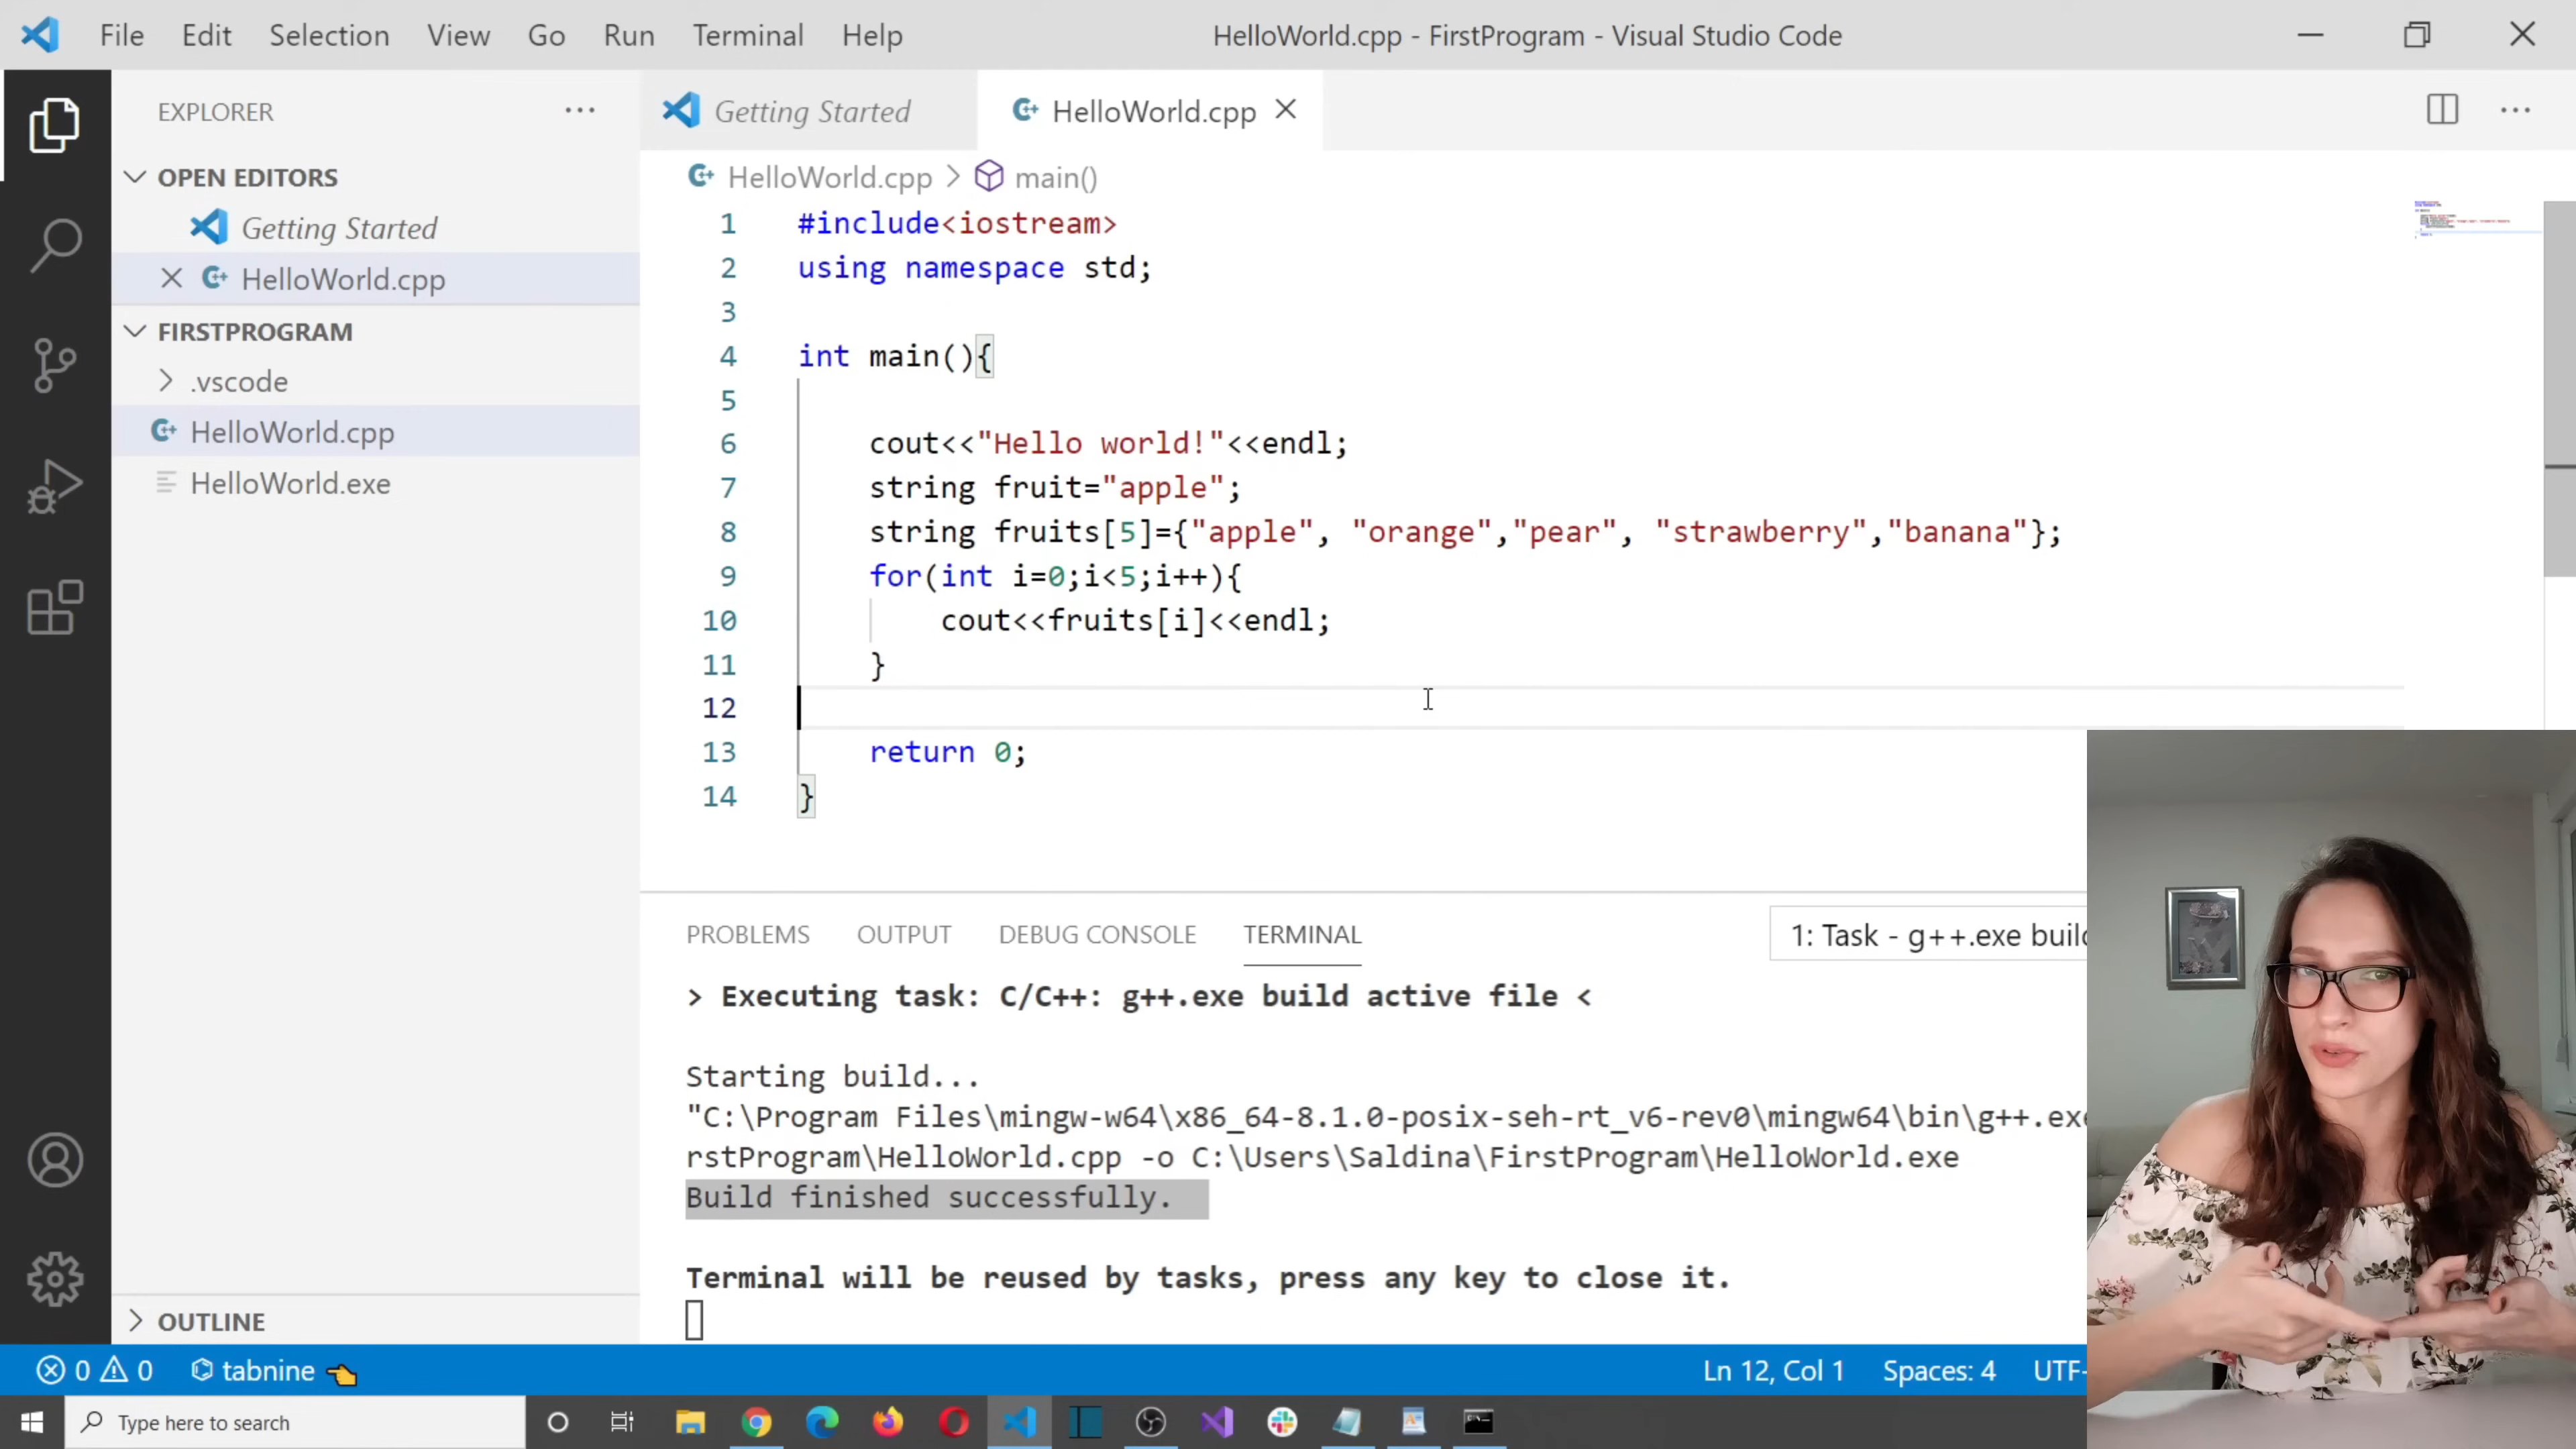 File Edit Selection View Go Run Terminal Help HelloWorld.cpp - FirstProgram - Visual Studio Code
EXPLORER
OPEN EDITORS
Getting Started
HelloWorld.cpp
FIRSTPROGRAM
.vscode
HelloWorld.cpp
HelloWorld.exe
OUTLINE
Getting Started HelloWorld.cpp
HelloWorld.cpp > main()
1 #include<iostream>
2 using namespace std;
3
4 int main(){
5
6 cout<<"Hello world!"<<endl;
7 string fruit="apple";
8 string fruits[5]={"apple", "orange","pear", "strawberry","banana"};
9 for(int i=0;i<5;i++){
10 cout<<fruits[i]<<endl;
11 }
12
13 return 0;
14 }
PROBLEMS OUTPUT DEBUG CONSOLE TERMINAL 1: Task - g++.exe build
> Executing task: C/C++: g++.exe build active file <
Starting build...
"C:\Program Files\mingw-w64\x86_64-8.1.0-posix-seh-rt_v6-rev0\mingw64\bin\g++.exe
rstProgram\HelloWorld.cpp -o C:\Users\Saldina\FirstProgram\HelloWorld.exe
Build finished successfully.
Terminal will be reused by tasks, press any key to close it.
0 0 tabnine Ln 12, Col 1 Spaces: 4 UTF-
Type here to search